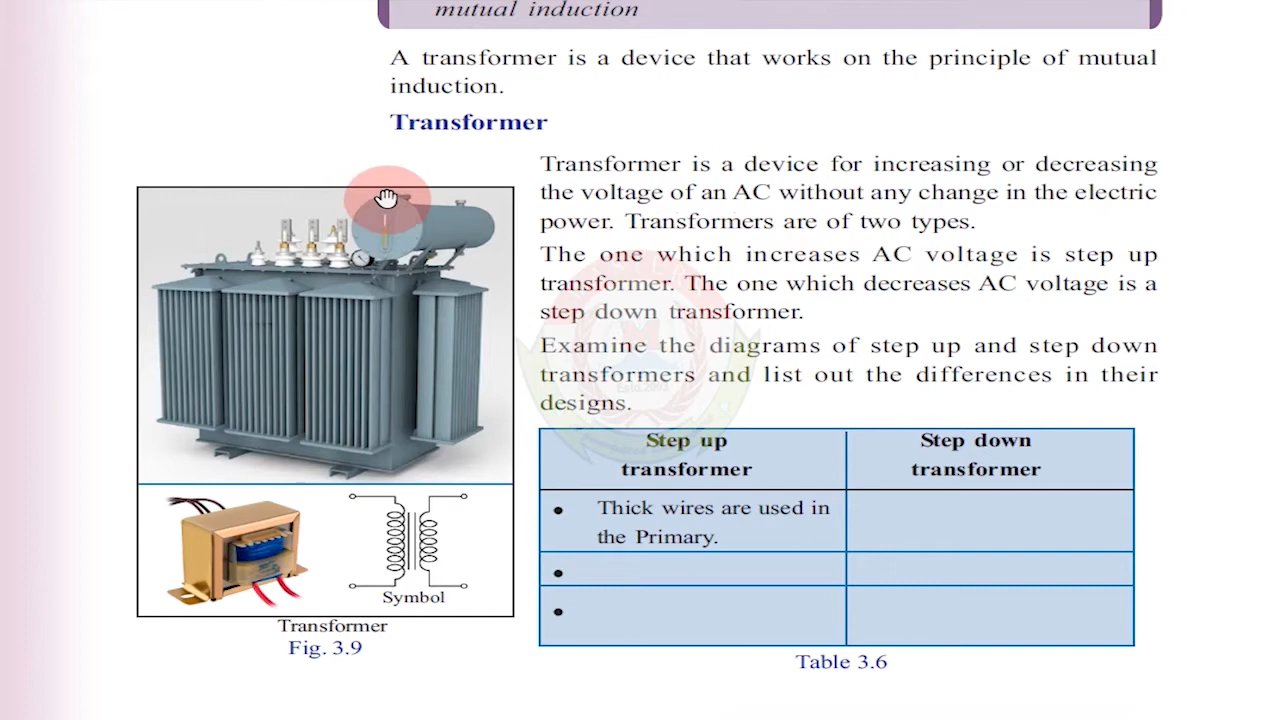 mutual induction
A transformer is a device that works on the principle of mutual
induction.
Transformer
Transformer is a device for increasing or decreasing
the voltage of an AC without any change in the electric
power. Transformers are of two types.
The one which increases AC voltage is step up
transformer. The one which decreases AC voltage is a
step down transformer.
Examine the diagrams of step up and step down
transformers and list out the differences in their
designs.
Symbol
Transformer
Fig. 3.9
Step up
transformer
Step down
transformer
• Thick wires are used in
the Primary.
•
•
Table 3.6
Estd.2003